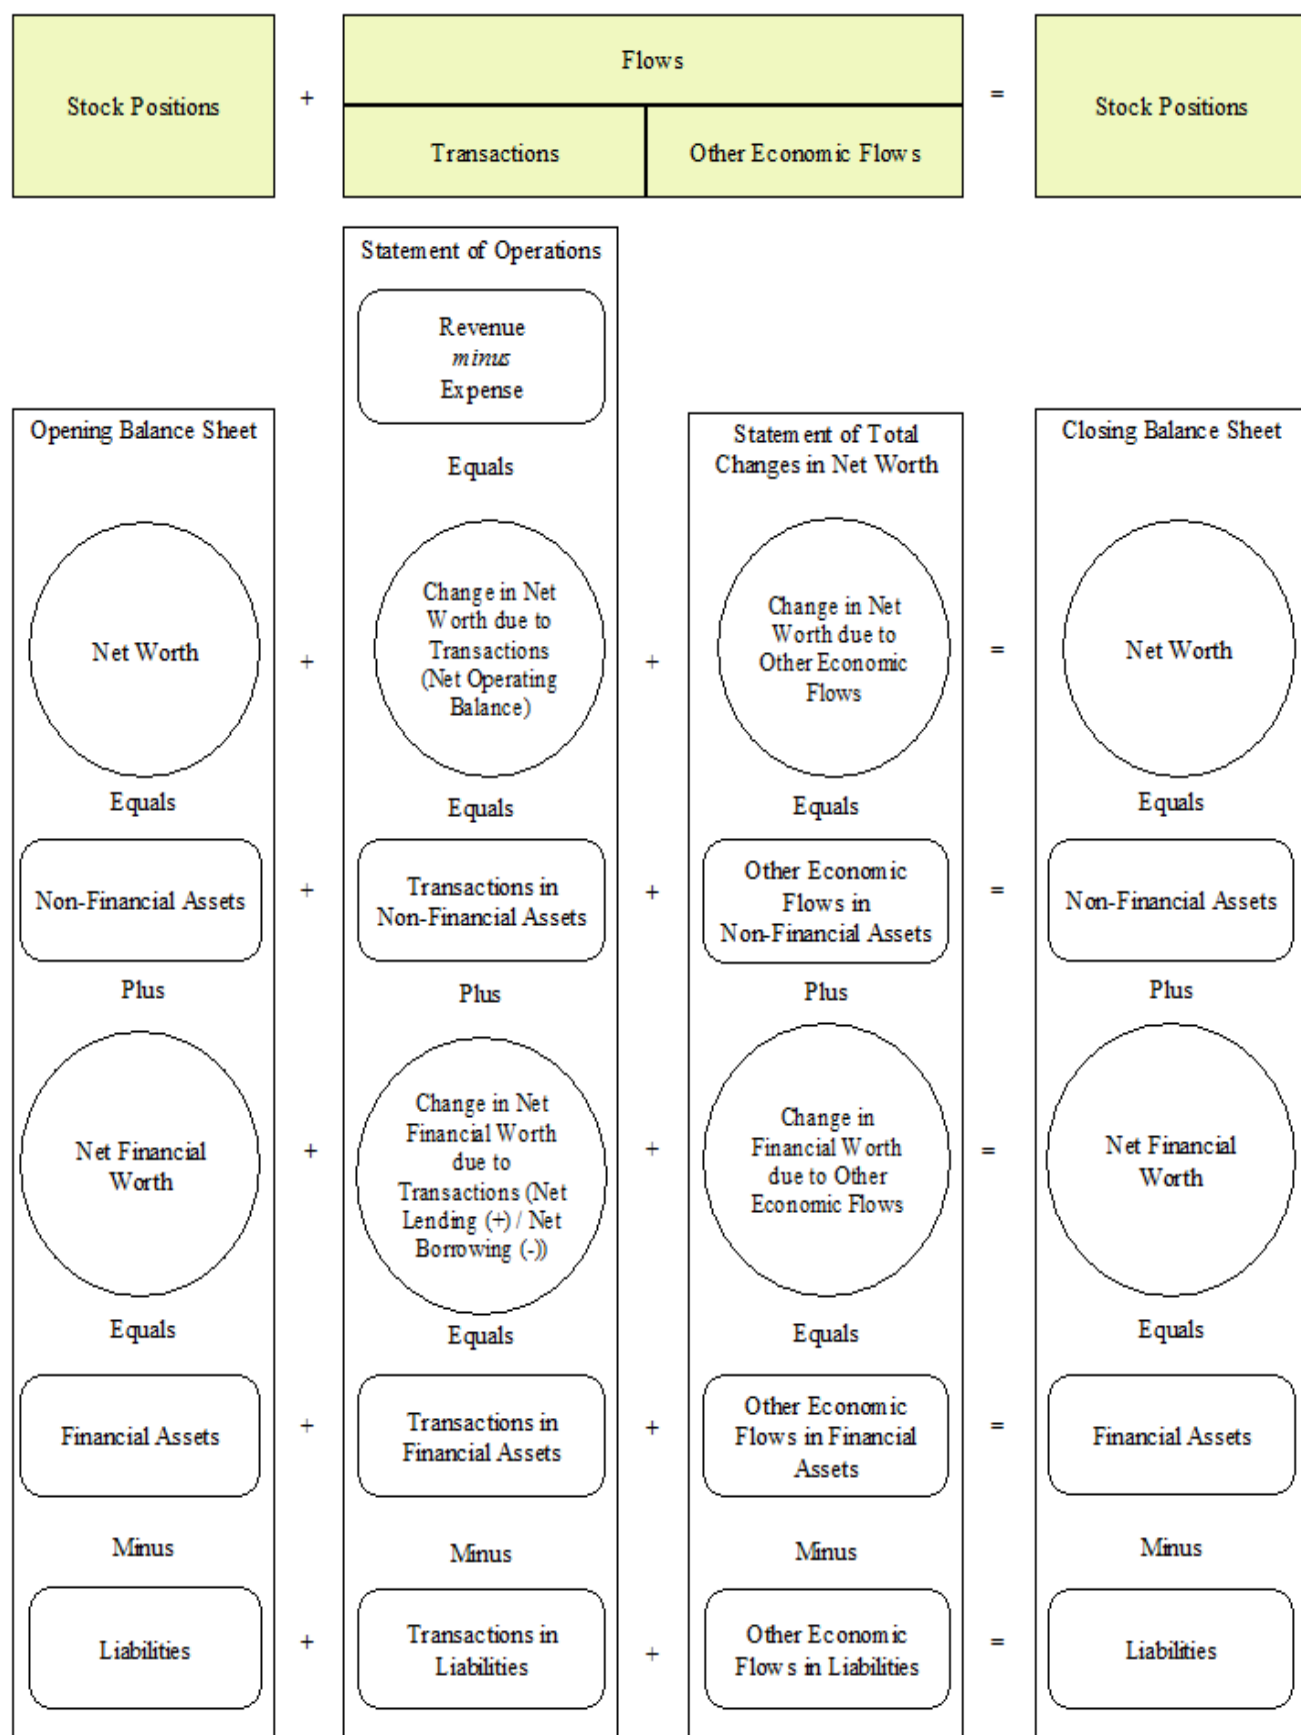 Stock Positions
+
Flows
Transactions
Other Economic Flows
=
Stock Positions
Opening Balance Sheet
Net Worth
Equals
Non-Financial Assets
Plus
Net Financial
Worth
Equals
Financial Assets
Minus
Liabilities
+
+
+
+
+
Statement of Operations
Revenue
minus
Expense
Equals
Change in Net
Worth due to
Transactions
(Net Operating
Balance)
Equals
Transactions in
Non-Financial Assets
Plus
Change in Net
Financial Worth
due to
Transactions (Net
Lending (+) / Net
Borrowing (-))
Equals
Transactions in
Financial Assets
Minus
Transactions in
Liabilities
+
+
+
+
+
Statement of Total
Changes in Net Worth
Change in Net
Worth due to
Other Economic
Flows
Equals
Other Economic
Flows in
Non-Financial Assets
Plus
Change in
Financial Worth
due to Other
Economic Flows
Equals
Other Economic
Flows in Financial
Assets
Minus
Other Economic
Flows in Liabilities
=
=
=
=
=
Closing Balance Sheet
Net Worth
Equals
Non-Financial Assets
Plus
Net Financial
Worth
Equals
Financial Assets
Minus
Liabilities